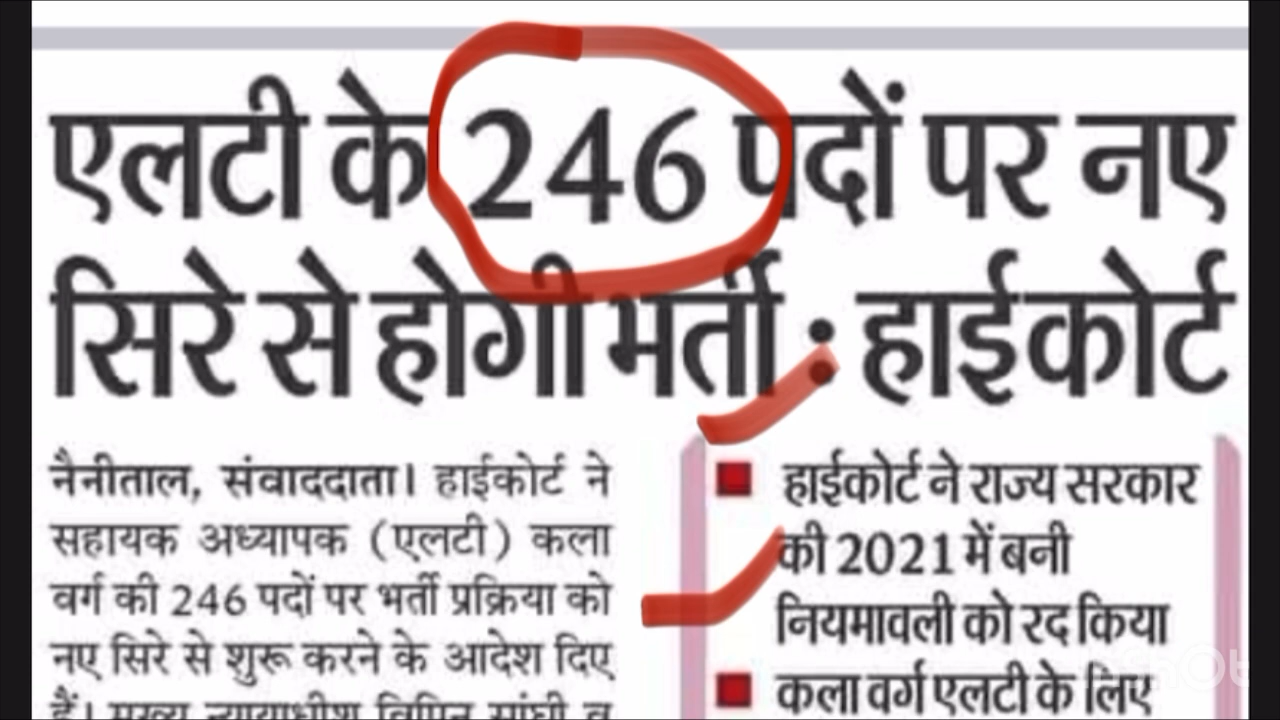 एलटी के 246 पदों पर नए
सिरे से होगी भर्ती : हाईकोर्ट
नैनीताल, संवाददाता। हाईकोर्ट ने
सहायक अध्यापक (एलटी) कला
वर्ग की 246 पदों पर भर्ती प्रक्रिया को
नए सिरे से शुरू करने के आदेश दिए
हैं। मुख्य न्यायाधीश विपिन सांघी व
■ हाईकोर्ट ने राज्य सरकार
की 2021 में बनी
नियमावली को रद किया
■ कला वर्ग एलटी के लिए